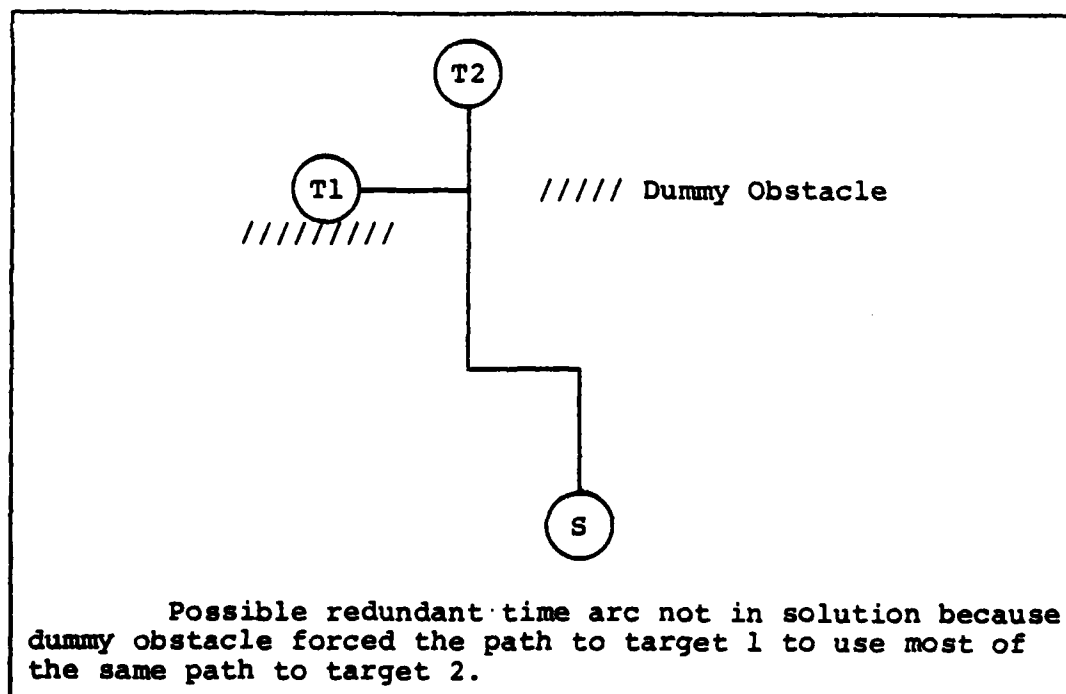 T2
T1
///// Dummy Obstacle
/////////
S
Possible redundant time arc not in solution because
dummy obstacle forced the path to target 1 to use most of
the same path to target 2.